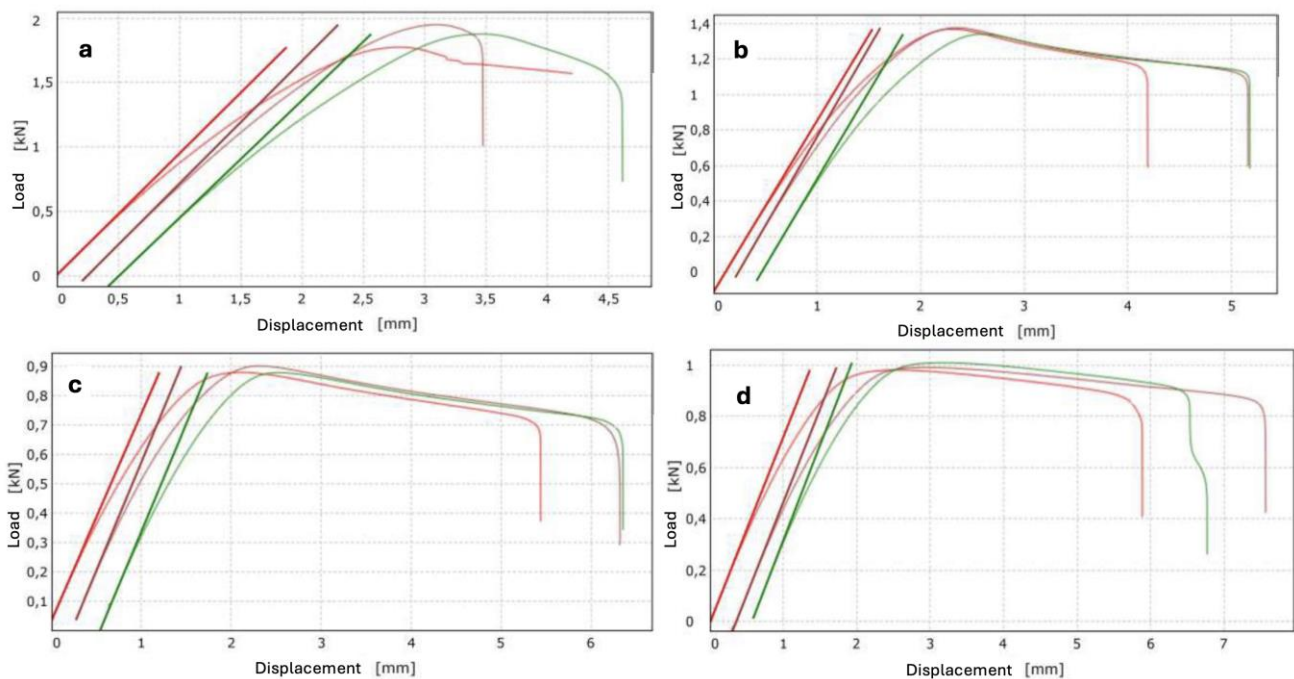 a
2
1,5
1
0,5
0
Load [kN]
0 0,5 1 1,5 2 2,5 3 3,5 4 4,5
Displacement [mm]
b
1,4
1,2
1
0,8
0,6
0,4
0,2
0
Load [kN]
0 1 2 3 4 5
Displacement [mm]
c
0,9
0,8
0,7
0,6
0,5
0,4
0,3
0,2
0,1
Load [kN]
0 1 2 3 4 5 6
Displacement [mm]
d
1
0,8
0,6
0,4
0,2
0
Load [kN]
0 1 2 3 4 5 6 7
Displacement [mm]